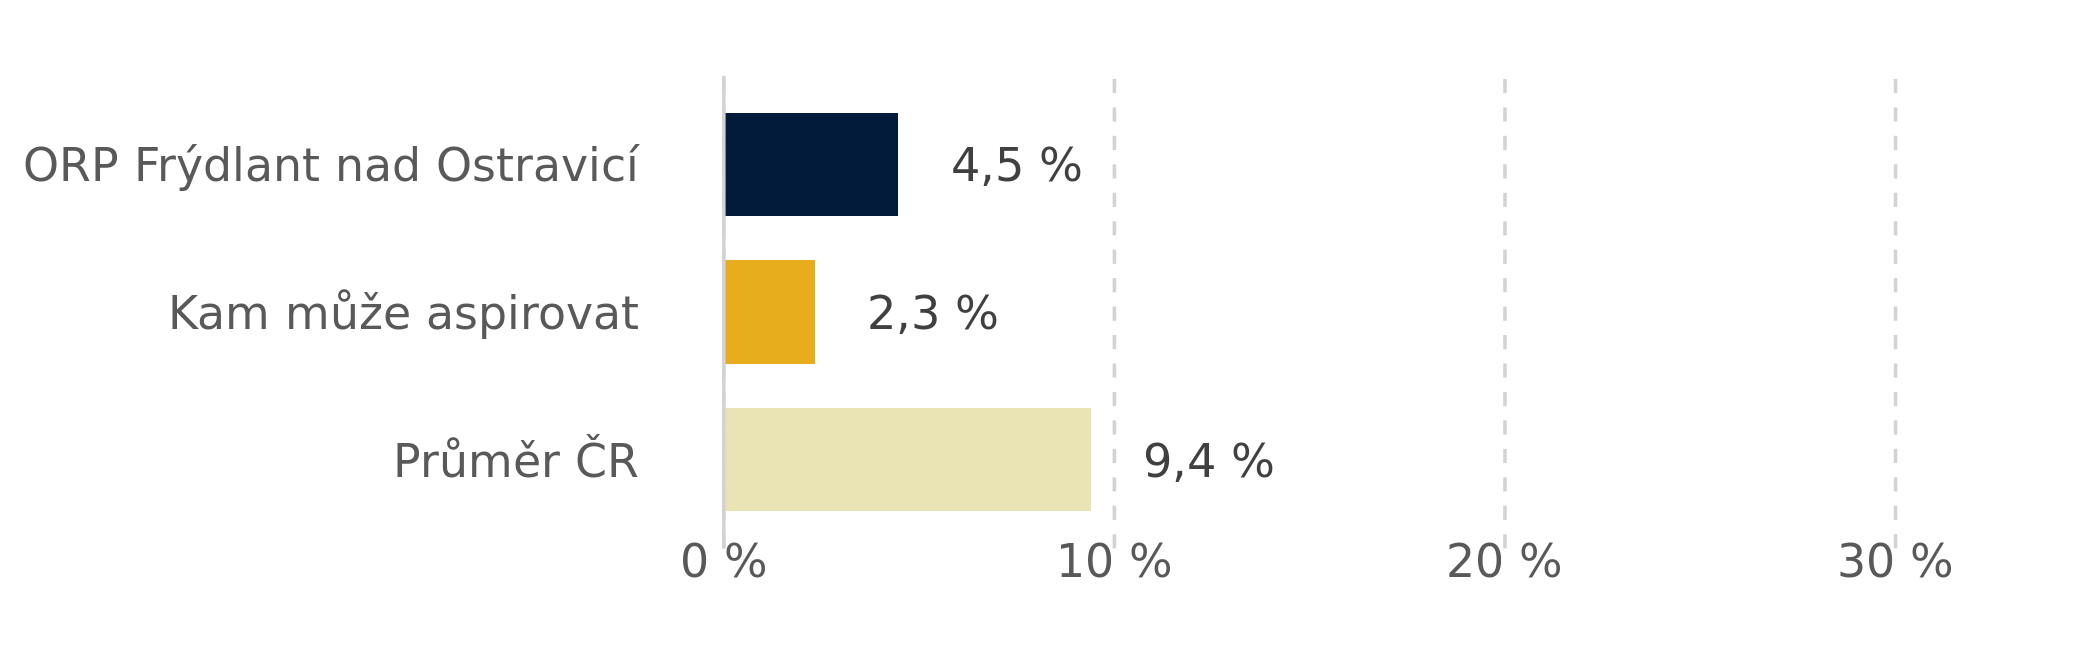 ORP Frýdlant nad Ostravicí 4,5 %
Kam může aspirovat 2,3 %
Průměr ČR 9,4 %
0 % 10 % 20 % 30 %